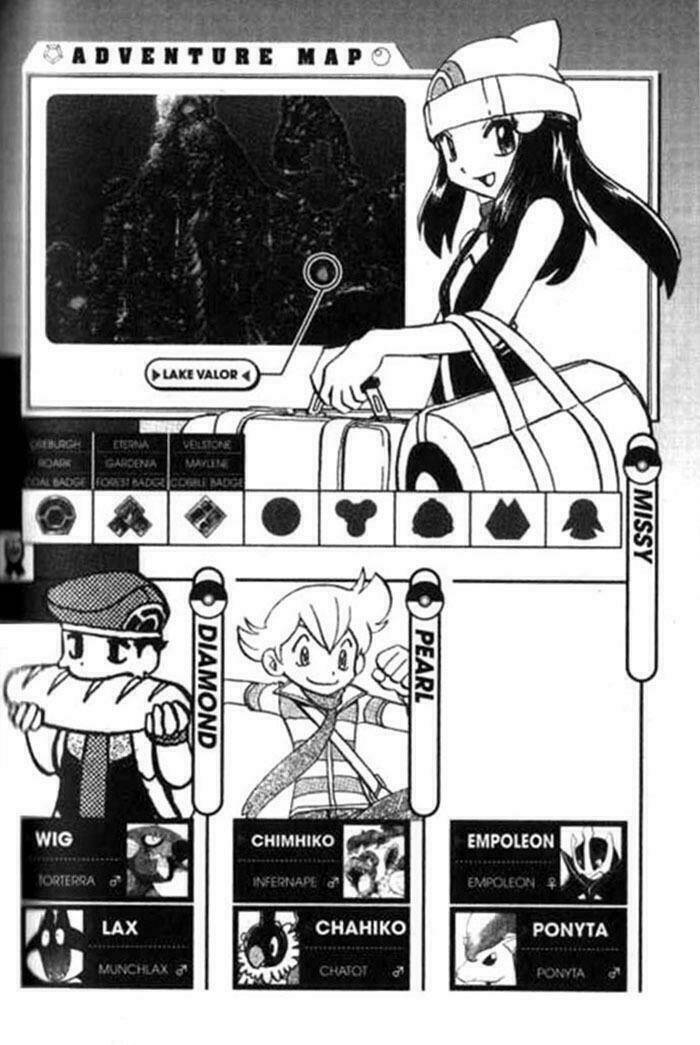 ADVENTURE MAP
LAKE VALOR
OREBURGH ETERNA VEILSTONE
ROARK GARDENIA MAYLENE
COAL BADGE FOREST BADGE COBBLE BADGE
MISSY
DIAMOND
PEARL
WIG
TORTERRA ♂
LAX
MUNCHLAX ♂
CHIMHIKO
INFERNAPE ♂
CHAHIKO
CHATOT ♂
EMPOLEON
EMPOLEON ♀
PONYTA
PONYTA ♂